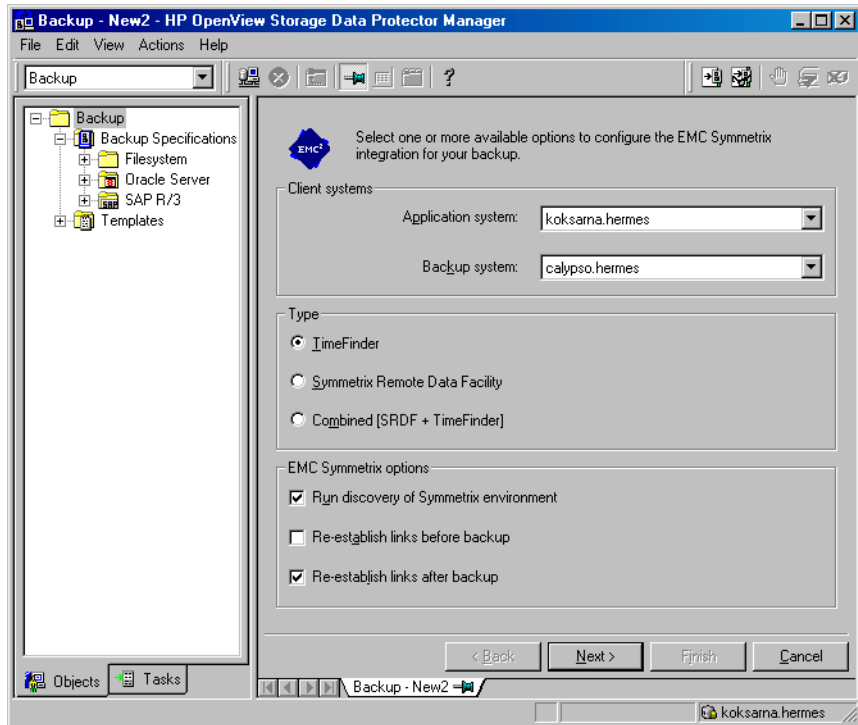 Backup - New2 - HP OpenView Storage Data Protector Manager
File Edit View Actions Help
Backup
Backup
Backup Specifications
Filesystem
Oracle Server
SAP R/3
Templates
Objects
Tasks
EMC²
Select one or more available options to configure the EMC Symmetrix
integration for your backup.
Client systems
Application system: koksarna.hermes
Backup system: calypso.hermes
Type
TimeFinder
Symmetrix Remote Data Facility
Combined [SRDF + TimeFinder]
EMC Symmetrix options
Run discovery of Symmetrix environment
Re-establish links before backup
Re-establish links after backup
< Back Next > Finish Cancel
Backup - New2
koksarna.hermes